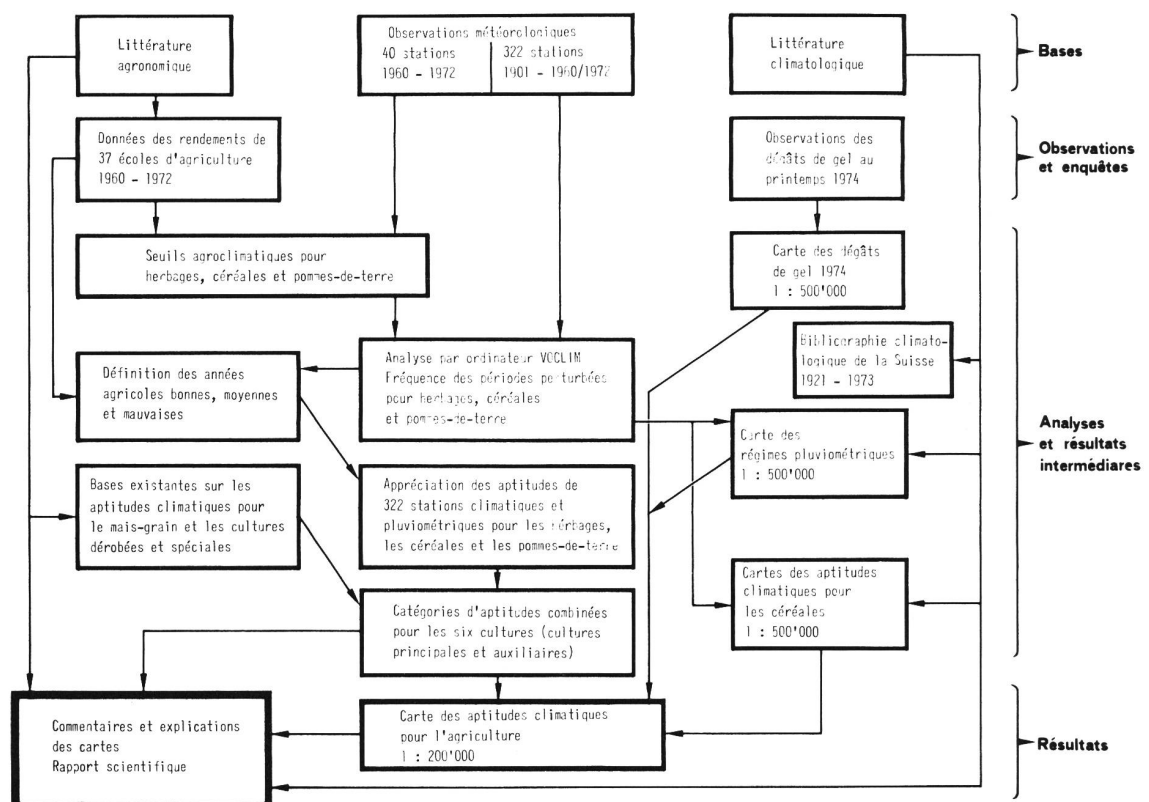 Littérature
agronomique
Observations météorologiques
40 stations
1960 - 1972
322 stations
1901 - 1960/1972
Littérature
climatologique
Bases
Données des rendements de
37 écoles d'agriculture
1960 - 1972
Observations des
dégâts de gel au
printemps 1974
Observations
et enquêtes
Seuils agroclimatiques pour
herbages, céréales et pommes-de-terre
Carte des dégâts
de gel 1974
1 : 500'000
Bibliographie climato-
logique de la Suisse
1921 - 1973
Définition des années
agricoles bonnes, moyennes
et mauvaises
Analyse par ordinateur VOCLIM
Fréquence des périodes perturbées
pour herbages, céréales
et pommes-de-terre
Carte des
régimes pluviométriques
1 : 500'000
Analyses
et résultats
intermédiares
Bases existantes sur les
aptitudes climatiques pour
le mais-grain et les cultures
dérobées et spéciales
Appréciation des aptitudes de
322 stations climatiques et
pluviométriques pour les herbages,
les céréales et les pommes-de-terre
Cartes des aptitudes
climatiques pour
les céréales
1 : 500'000
Catégories d'aptitudes combinées
pour les six cultures (cultures
principales et auxiliaires)
Commentaires et explications
des cartes
Rapport scientifique
Carte des aptitudes climatiques
pour l'agriculture
1 : 200'000
Résultats